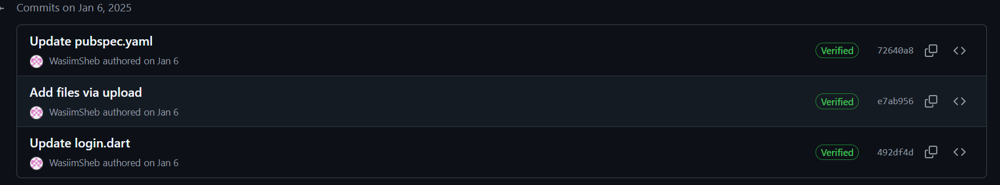 Commits on Jan 6, 2025
Update pubspec.yaml
WasiimSheb authored on Jan 6
Verified
72640a8
Add files via upload
WasiimSheb authored on Jan 6
Verified
e7ab956
Update login.dart
WasiimSheb authored on Jan 6
Verified
492df4d